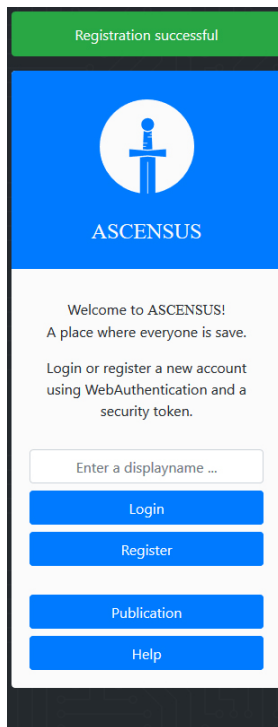 Registration successful
ASCENSUS
Welcome to ASCENSUS!
A place where everyone is save.
Login or register a new account
using WebAuthentication and a
security token.
Enter a displayname ...
Login
Register
Publication
Help